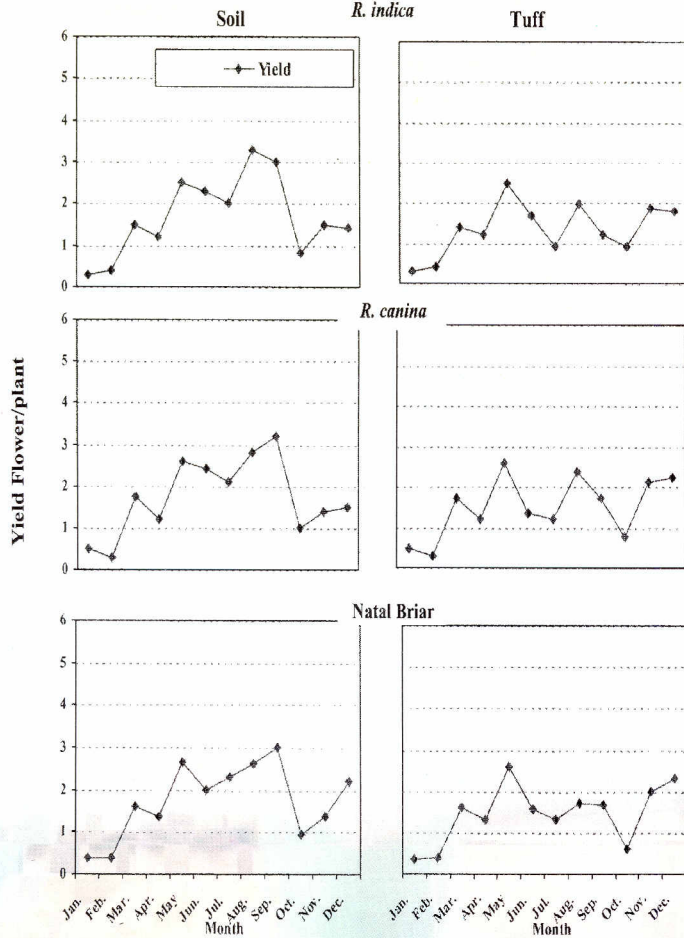 R. indica
Soil
Tuff
6
5
4
3
2
1
0
Yield
R. canina
6
5
4
3
2
1
0
Yield Flower/plant
Natal Briar
6
5
4
3
2
1
0
Jan.
Feb.
Mar.
Apr.
May
Jun.
Jul.
Aug.
Sep.
Oct.
Nov.
Dec.
Month
Jan.
Feb.
Mar.
Apr.
May
Jun.
Jul.
Aug.
Sep.
Oct.
Nov.
Dec.
Month